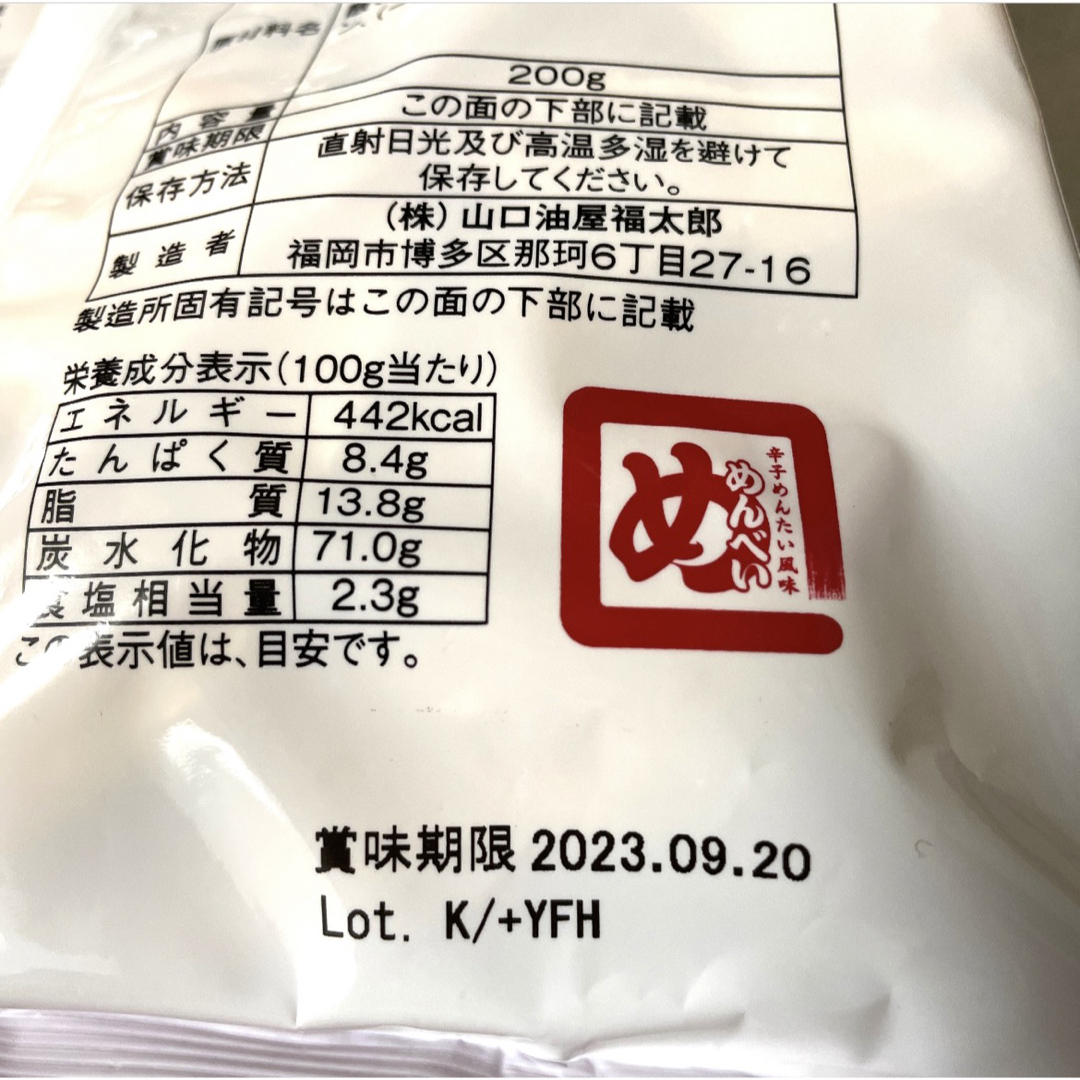 原材料名
内容量 200g
賞味期限 この面の下部に記載
保存方法 直射日光及び高温多湿を避けて
保存してください。
製造者 (株)山口油屋福太郎
福岡市博多区那珂6丁目27-16
製造所固有記号はこの面の下部に記載
栄養成分表示(100g当たり)
エネルギー 442kcal
たんぱく質 8.4g
脂質 13.8g
炭水化物 71.0g
食塩相当量 2.3g
この表示値は、目安です。
辛子めんたい風味
めんべい
め
賞味期限 2023.09.20
Lot. K/+YFH